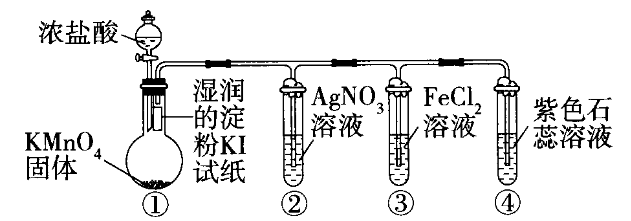 浓盐酸
湿润
的淀
粉KI
试纸
KMnO₄
固体
AgNO₃
溶液
FeCl₂
溶液
紫色石
蕊溶液
①
②
③
④